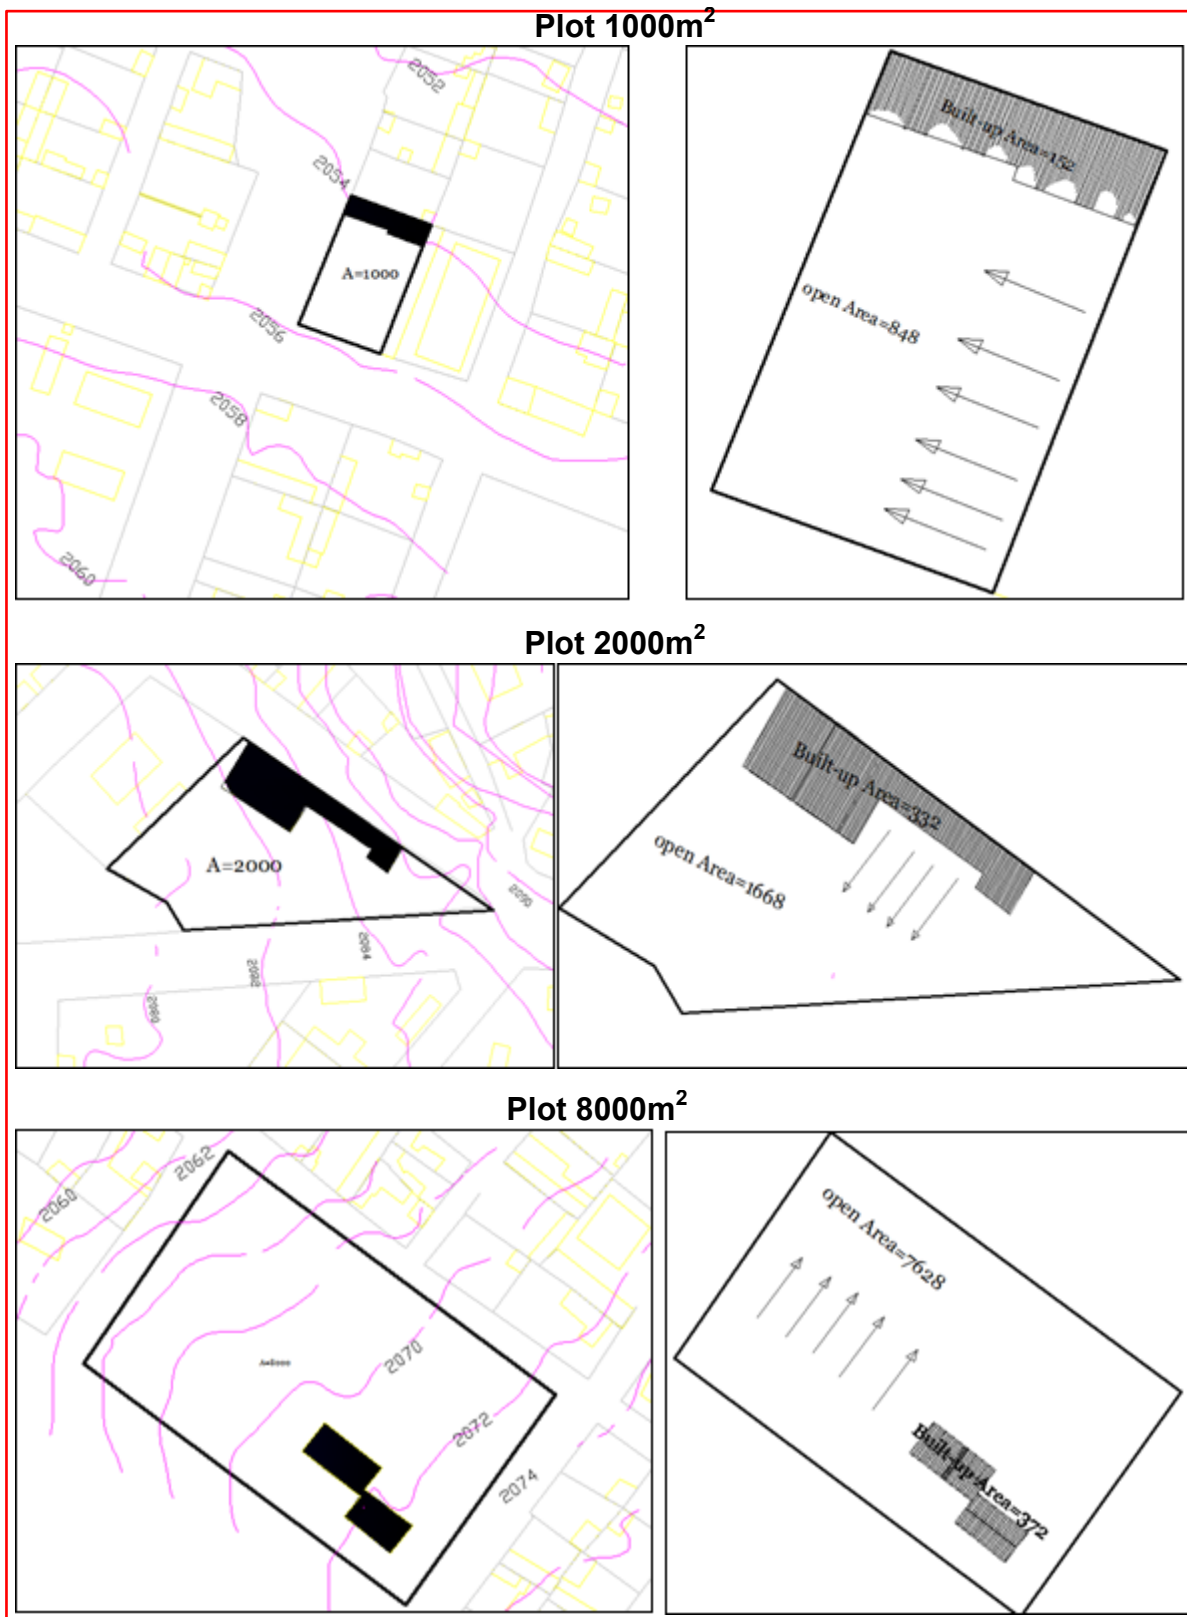 Plot 1000m²
2052
2054
A=1000
2056
2058
2060
Built-up Area=152
open Area=848
Plot 2000m²
A=2000
2090
2084
2082
2080
Built-up Area=332
open Area=1668
Plot 8000m²
2062
2060
A=8000
2070
2072
2074
open Area=7628
Built-up Area=372